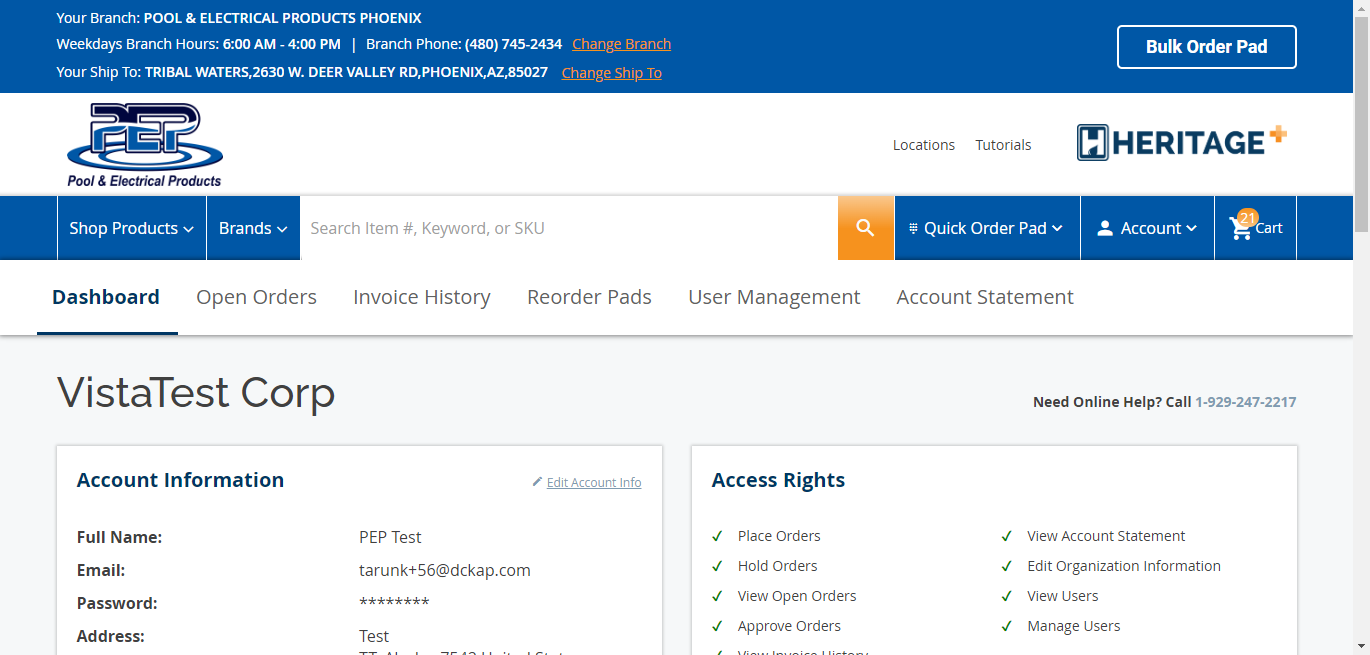 Your Branch: POOL & ELECTRICAL PRODUCTS PHOENIX
Weekdays Branch Hours: 6:00 AM - 4:00 PM | Branch Phone: (480) 745-2434 Change Branch
Your Ship To: TRIBAL WATERS,2630 W. DEER VALLEY RD,PHOENIX,AZ,85027 Change Ship To
Bulk Order Pad
PEP
Pool & Electrical Products
Locations Tutorials
HERITAGE+
Shop Products Brands Search Item #, Keyword, or SKU Quick Order Pad Account 21 Cart
Dashboard Open Orders Invoice History Reorder Pads User Management Account Statement
VistaTest Corp
Need Online Help? Call 1-929-247-2217
Account Information Edit Account Info
Full Name: PEP Test
Email: tarunk+56@dckap.com
Password: ********
Address: Test
Access Rights
Place Orders View Account Statement
Hold Orders Edit Organization Information
View Open Orders View Users
Approve Orders Manage Users
View Invoice History